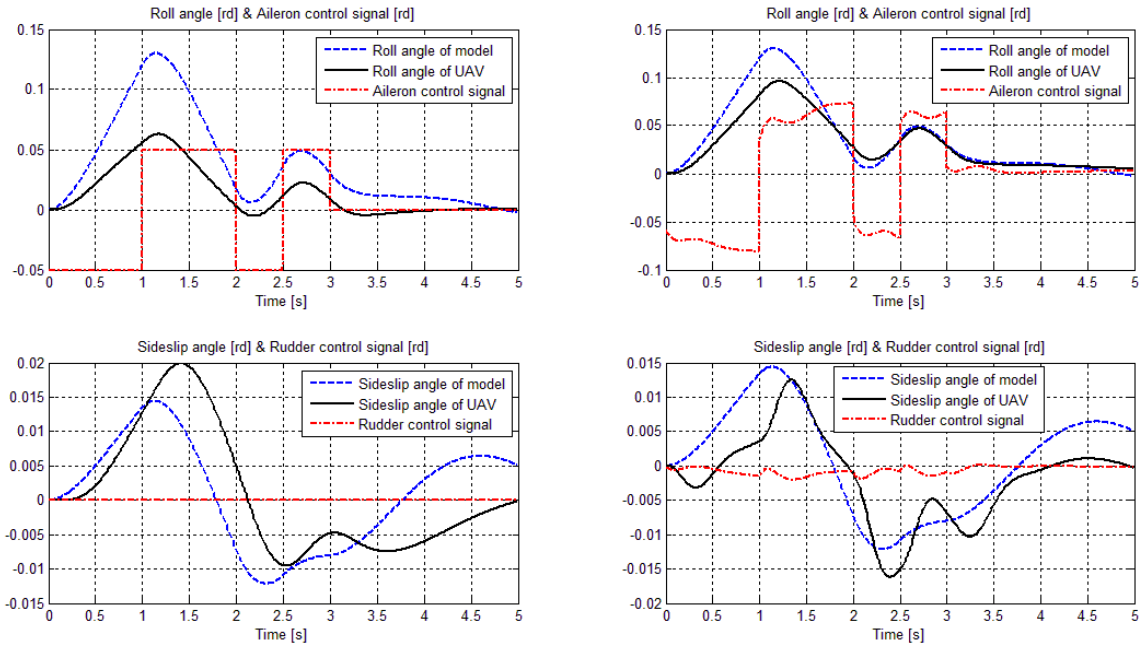 Roll angle [rd] & Aileron control signal [rd]
0.15
0.1
0.05
0
-0.05
Roll angle of model
Roll angle of UAV
Aileron control signal
0 0.5 1 1.5 2 2.5 3 3.5 4 4.5 5
Time [s]
Roll angle [rd] & Aileron control signal [rd]
0.15
0.1
0.05
0
-0.05
-0.1
Roll angle of model
Roll angle of UAV
Aileron control signal
0 0.5 1 1.5 2 2.5 3 3.5 4 4.5 5
Time [s]
Sideslip angle [rd] & Rudder control signal [rd]
0.02
0.015
0.01
0.005
0
-0.005
-0.01
-0.015
Sideslip angle of model
Sideslip angle of UAV
Rudder control signal
0 0.5 1 1.5 2 2.5 3 3.5 4 4.5 5
Time [s]
Sideslip angle [rd] & Rudder control signal [rd]
0.015
0.01
0.005
0
-0.005
-0.01
-0.015
-0.02
Sideslip angle of model
Sideslip angle of UAV
Rudder control signal
0 0.5 1 1.5 2 2.5 3 3.5 4 4.5 5
Time [s]